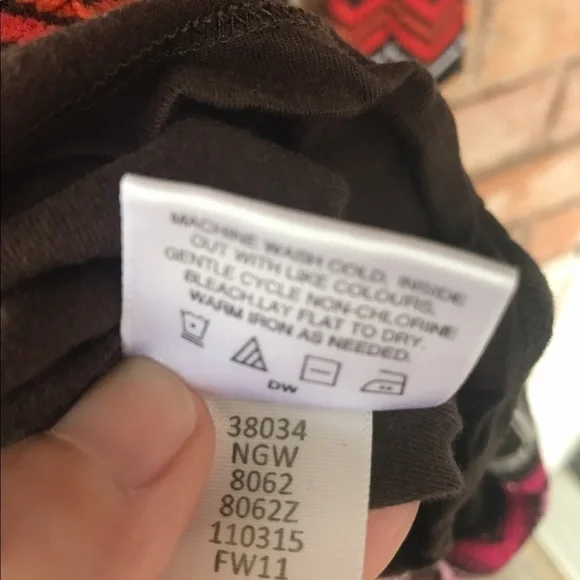 MACHINE WASH COLD, INSIDE
OUT WITH LIKE COLOURS,
GENTLE CYCLE NON-CHLORINE
BLEACH.LAY FLAT TO DRY.
WARM IRON AS NEEDED.
DW
38034
NGW
8062
8062Z
110315
FW11